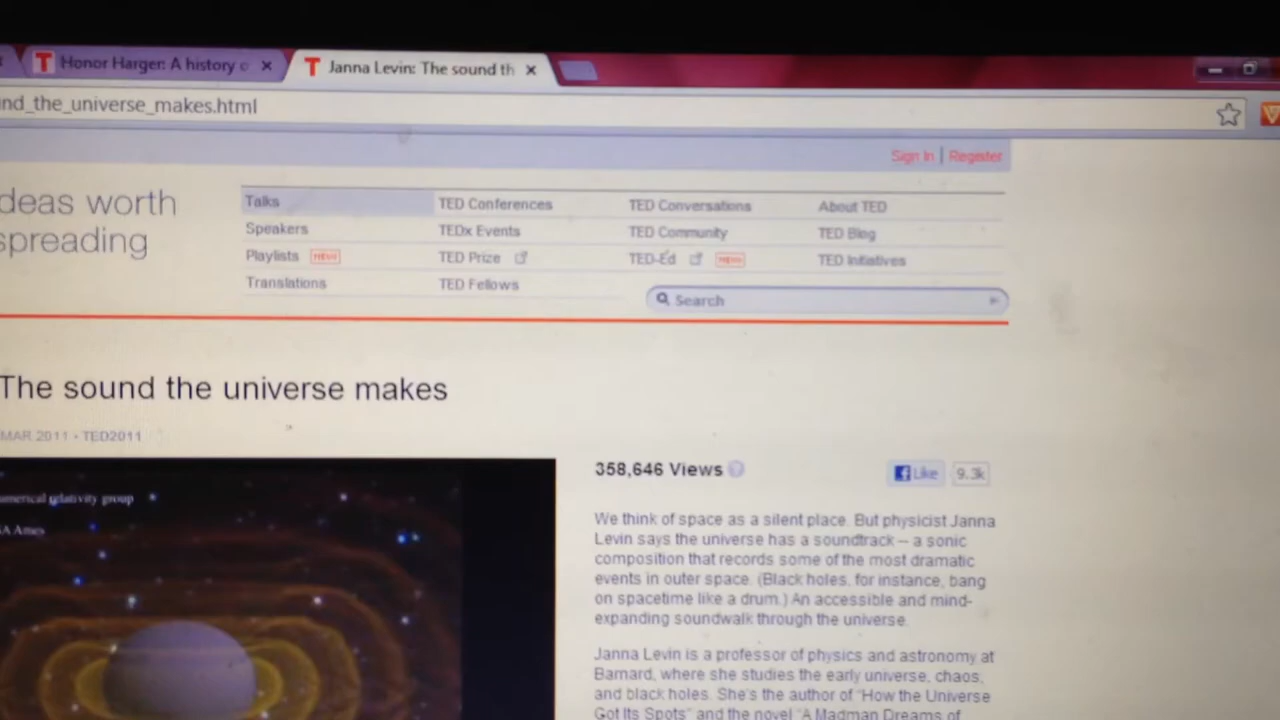 Honor Harger: A history
Janna Levin: The sound th
nd_the_universe_makes.html
Sign In | Register
deas worth
spreading
Talks
TED Conferences
TED Conversations
About TED
Speakers
TEDx Events
TED Community
TED Blog
Playlists NEW!
TED Prize
TED-Ed NEW!
TED Initiatives
Translations
TED Fellows
Search
The sound the universe makes
MAR 2011 • TED2011
merical relativity group
A Ames
358,646 Views
Like 9.3k
We think of space as a silent place. But physicist Janna
Levin says the universe has a soundtrack -- a sonic
composition that records some of the most dramatic
events in outer space. (Black holes, for instance, bang
on spacetime like a drum.) An accessible and mind-
expanding soundwalk through the universe.
Janna Levin is a professor of physics and astronomy at
Barnard, where she studies the early universe, chaos,
and black holes. She's the author of "How the Universe
Got Its Spots" and the novel "A Madman Dreams of